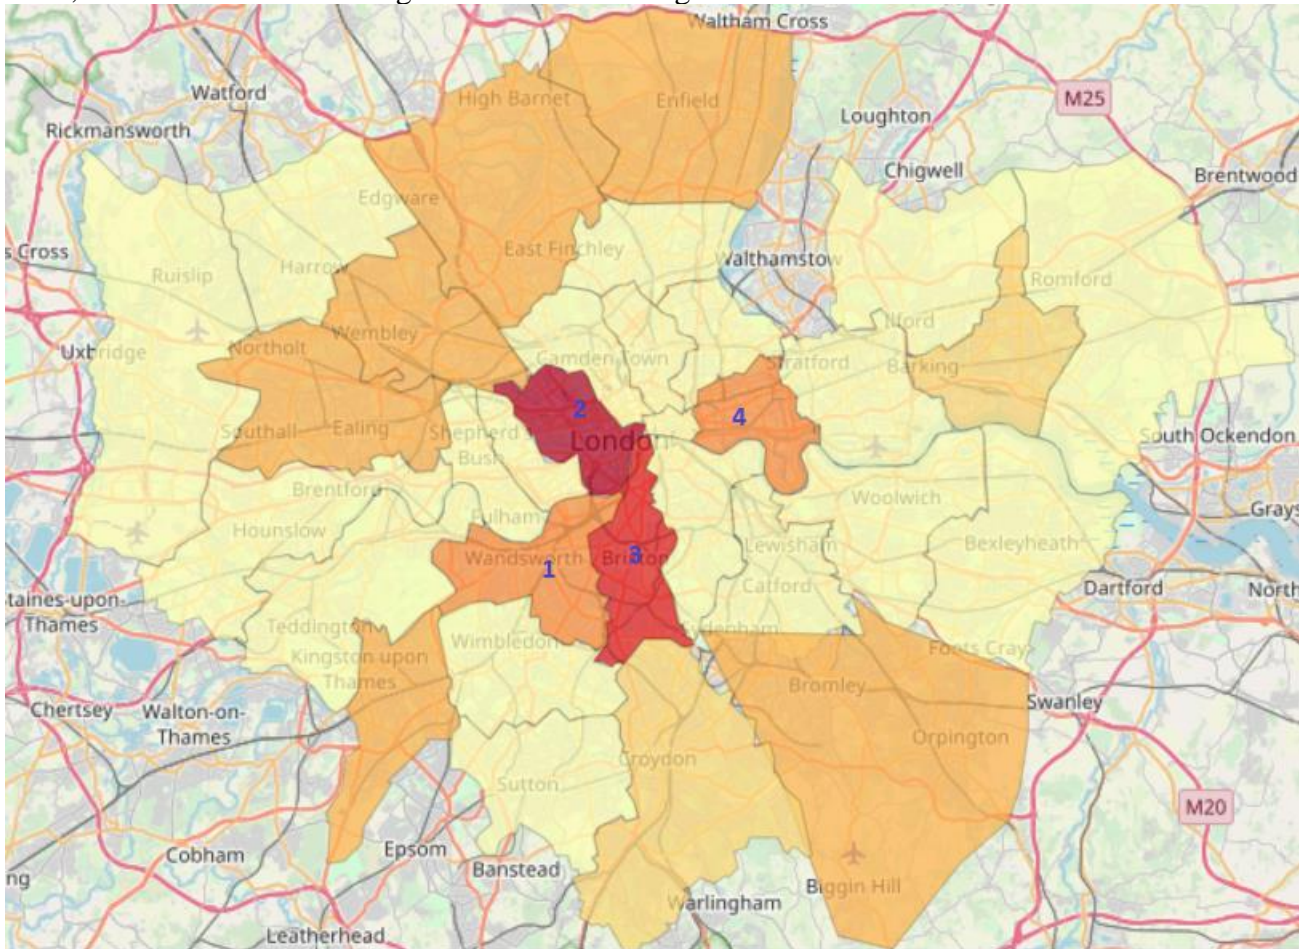 Waltham Cross
Watford
High Barnet
Enfield
M25
Loughton
Rickmansworth
Chigwell
Brentwood
Edgware
s Cross
East Finchley
Walthamstow
Ruislip
Harrow
Romford
Ilford
Wembley
Northolt
Uxbridge
Camden Town
Stratford
Barking
2
4
Southall
Ealing
Shepherd
Bush
London
South Ockendon
Brentford
Woolwich
Hounslow
Fulham
Grays
Wandsworth
1
Brixton
3
Lewisham
Bexleyheath
Catford
Dartford
North
taines-upon-
Thames
Teddington
Wimbledon
Sydenham
Foots Cray
Kingston upon
Thames
Bromley
Chertsey
Walton-on-
Thames
Swanley
Orpington
Croydon
Sutton
M20
Cobham
Epsom
Banstead
ng
Biggin Hill
Warlingham
Leatherhead